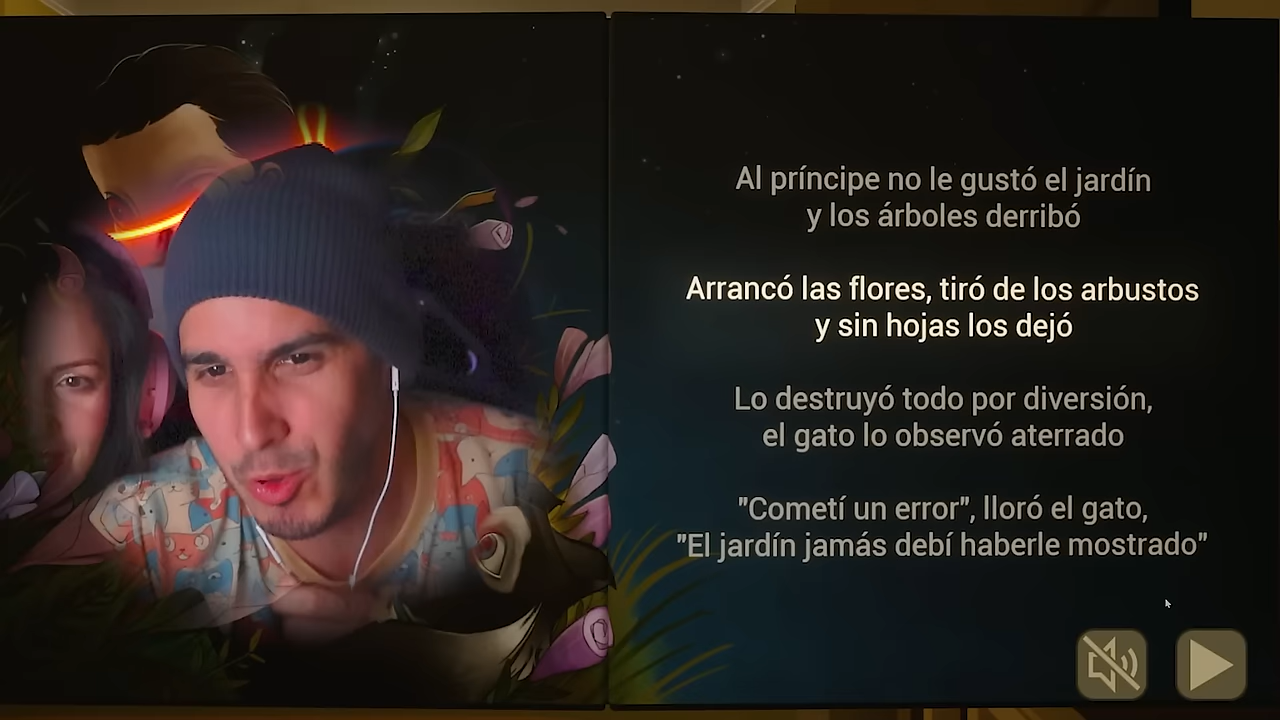 Al príncipe no le gustó el jardín
y los árboles derribó
Arrancó las flores, tiró de los arbustos
y sin hojas los dejó
Lo destruyó todo por diversión,
el gato lo observó aterrado
"Cometí un error", lloró el gato,
"El jardín jamás debí haberle mostrado"